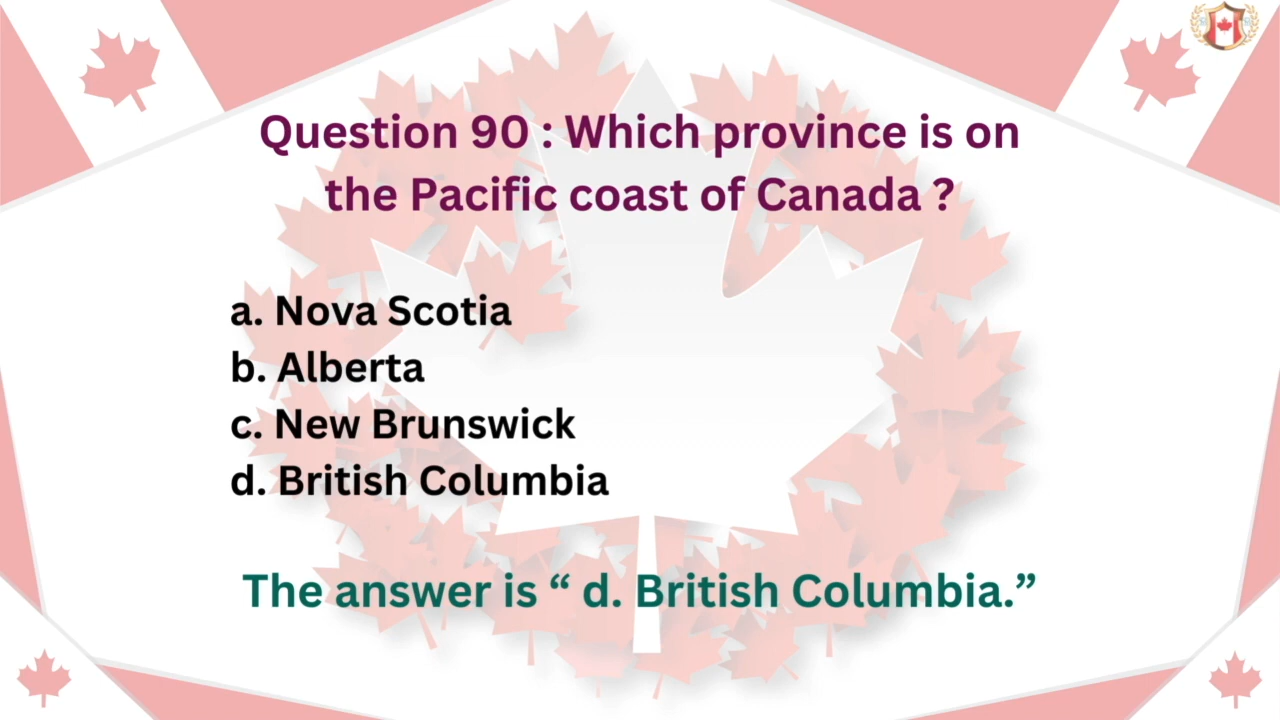 Question 90 : Which province is on
the Pacific coast of Canada ?
a. Nova Scotia
b. Alberta
c. New Brunswick
d. British Columbia
The answer is “ d. British Columbia.”